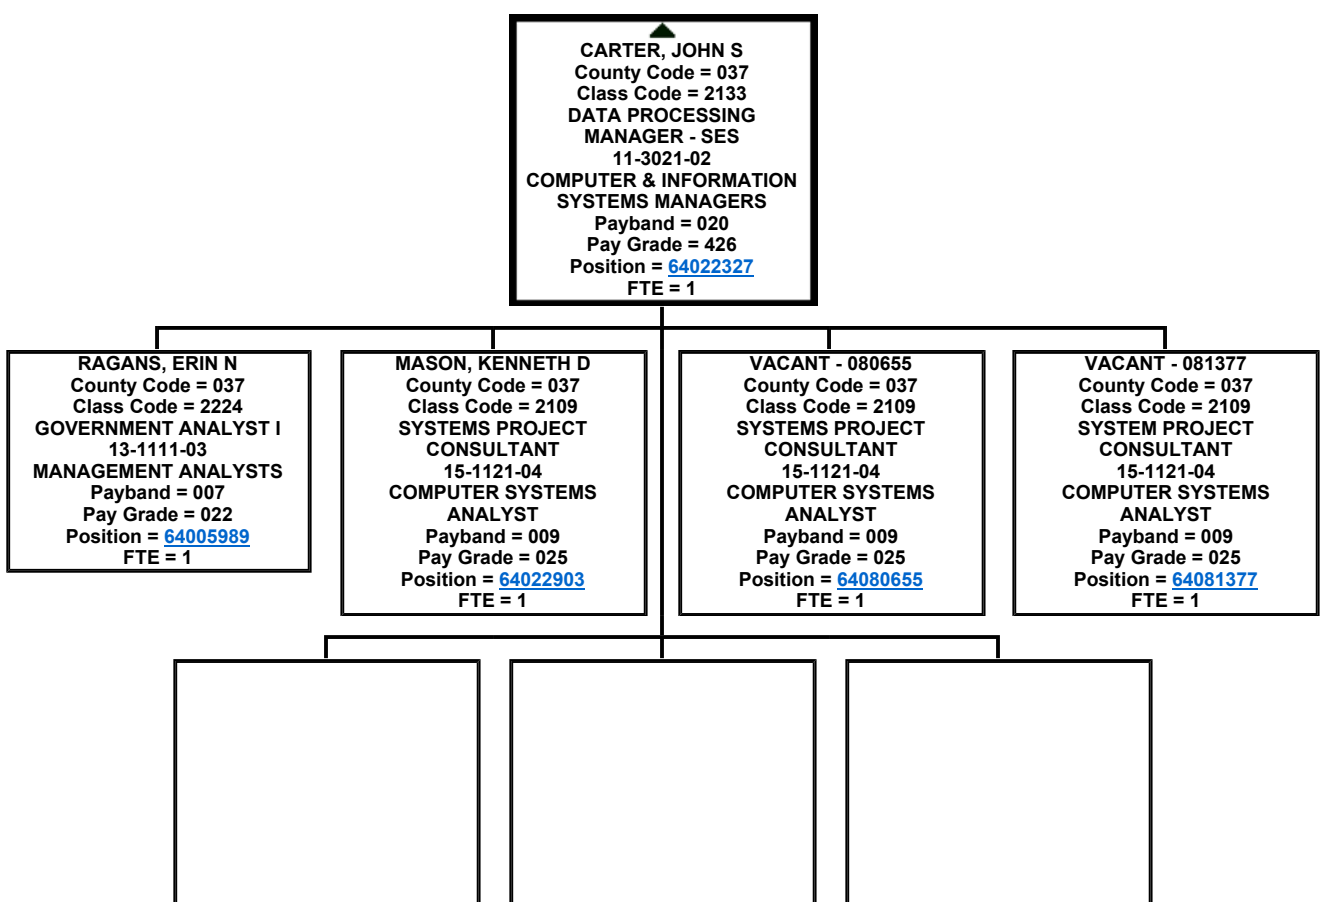 CARTER, JOHN S
County Code = 037
Class Code = 2133
DATA PROCESSING
MANAGER - SES
11-3021-02
COMPUTER & INFORMATION
SYSTEMS MANAGERS
Payband = 020
Pay Grade = 426
Position = 64022327
FTE = 1
RAGANS, ERIN N
County Code = 037
Class Code = 2224
GOVERNMENT ANALYST I
13-1111-03
MANAGEMENT ANALYSTS
Payband = 007
Pay Grade = 022
Position = 64005989
FTE = 1
MASON, KENNETH D
County Code = 037
Class Code = 2109
SYSTEMS PROJECT
CONSULTANT
15-1121-04
COMPUTER SYSTEMS
ANALYST
Payband = 009
Pay Grade = 025
Position = 64022903
FTE = 1
VACANT - 080655
County Code = 037
Class Code = 2109
SYSTEMS PROJECT
CONSULTANT
15-1121-04
COMPUTER SYSTEMS
ANALYST
Payband = 009
Pay Grade = 025
Position = 64080655
FTE = 1
VACANT - 081377
County Code = 037
Class Code = 2109
SYSTEM PROJECT
CONSULTANT
15-1121-04
COMPUTER SYSTEMS
ANALYST
Payband = 009
Pay Grade = 025
Position = 64081377
FTE = 1